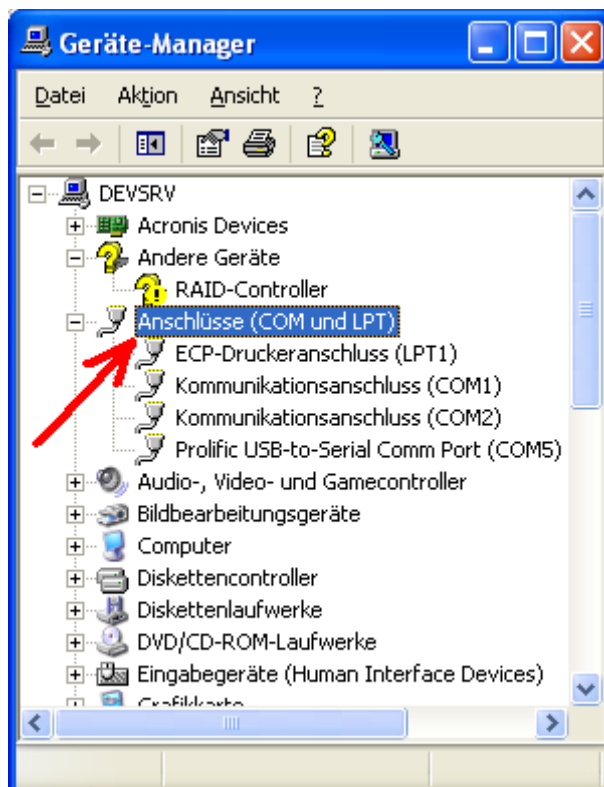 Geräte-Manager
Datei Aktion Ansicht ?
DEVSRV
Acronis Devices
Andere Geräte
RAID-Controller
Anschlüsse (COM und LPT)
ECP-Druckeranschluss (LPT1)
Kommunikationsanschluss (COM1)
Kommunikationsanschluss (COM2)
Prolific USB-to-Serial Comm Port (COM5)
Audio-, Video- und Gamecontroller
Bildbearbeitungsgeräte
Computer
Diskettencontroller
Diskettenlaufwerke
DVD/CD-ROM-Laufwerke
Eingabegeräte (Human Interface Devices)
Grafikkarte